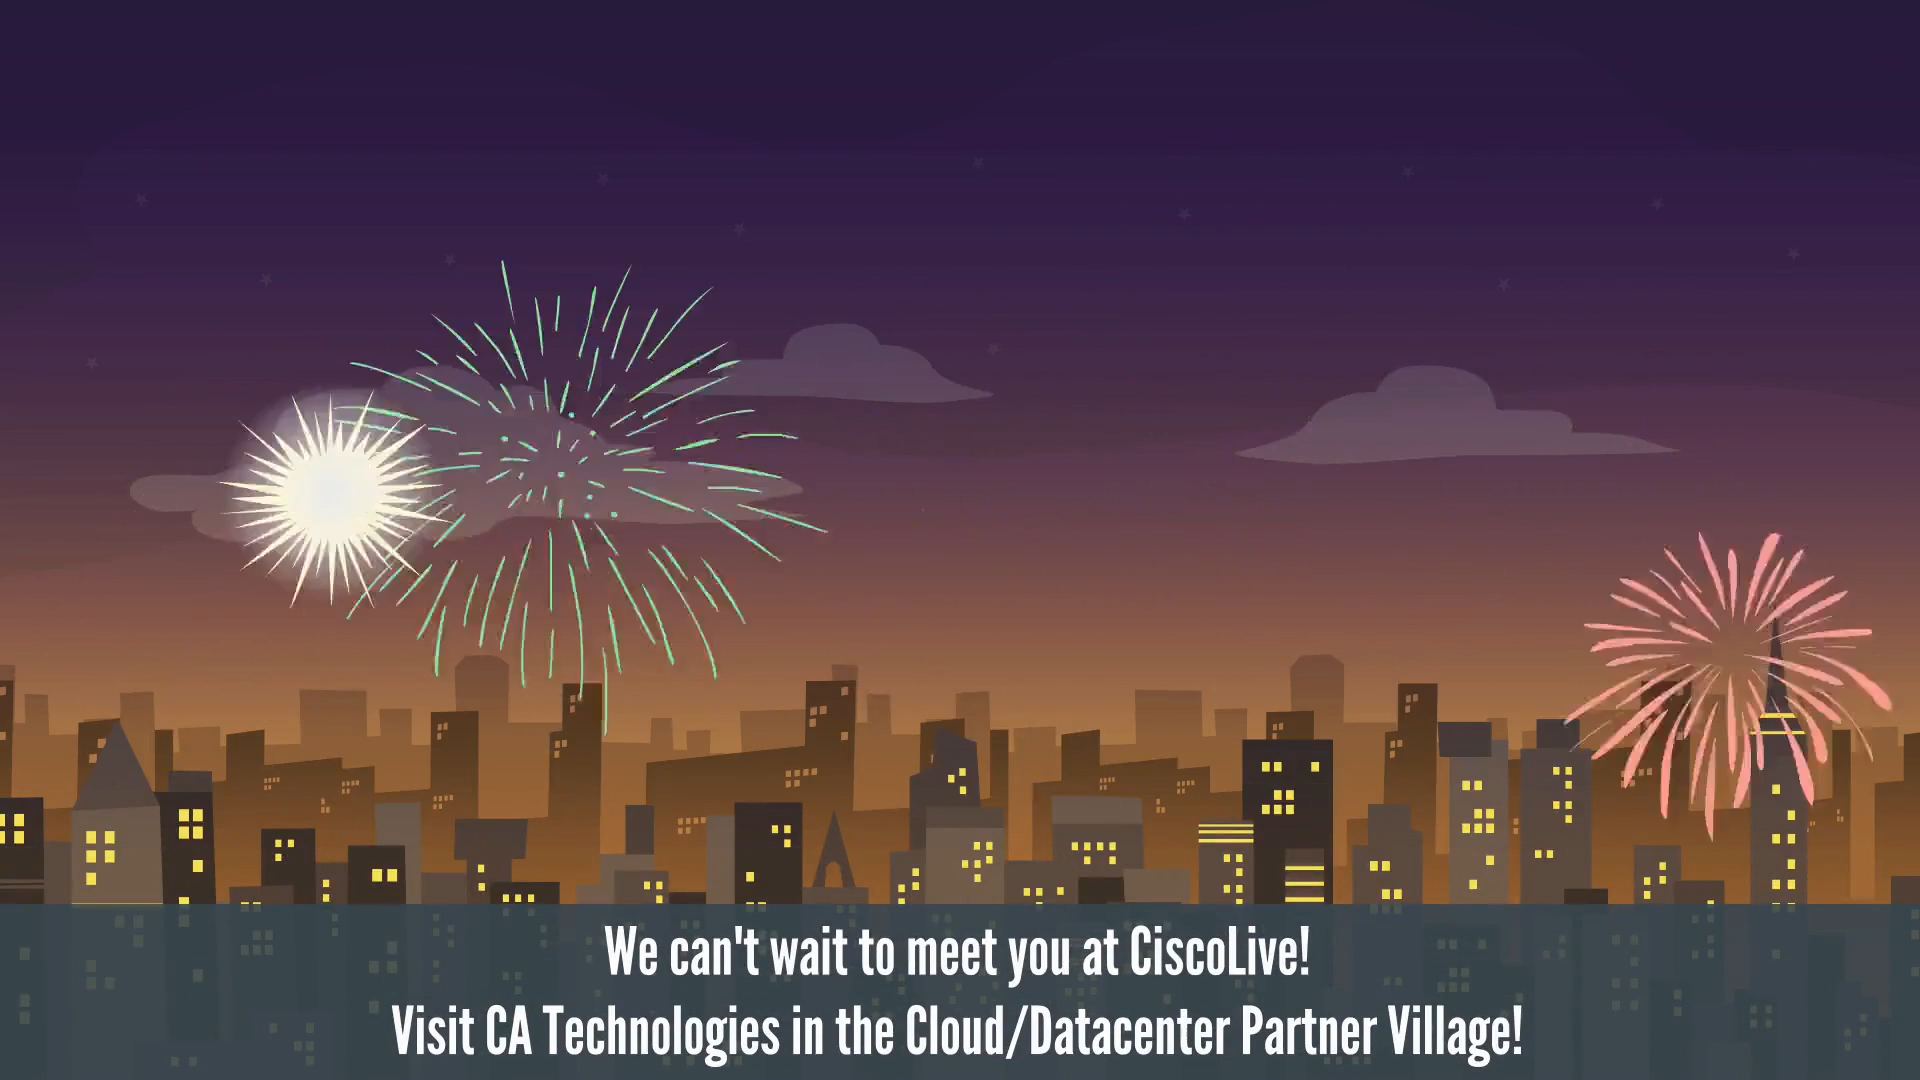 We can't wait to meet you at CiscoLive!
Visit CA Technologies in the Cloud/Datacenter Partner Village!